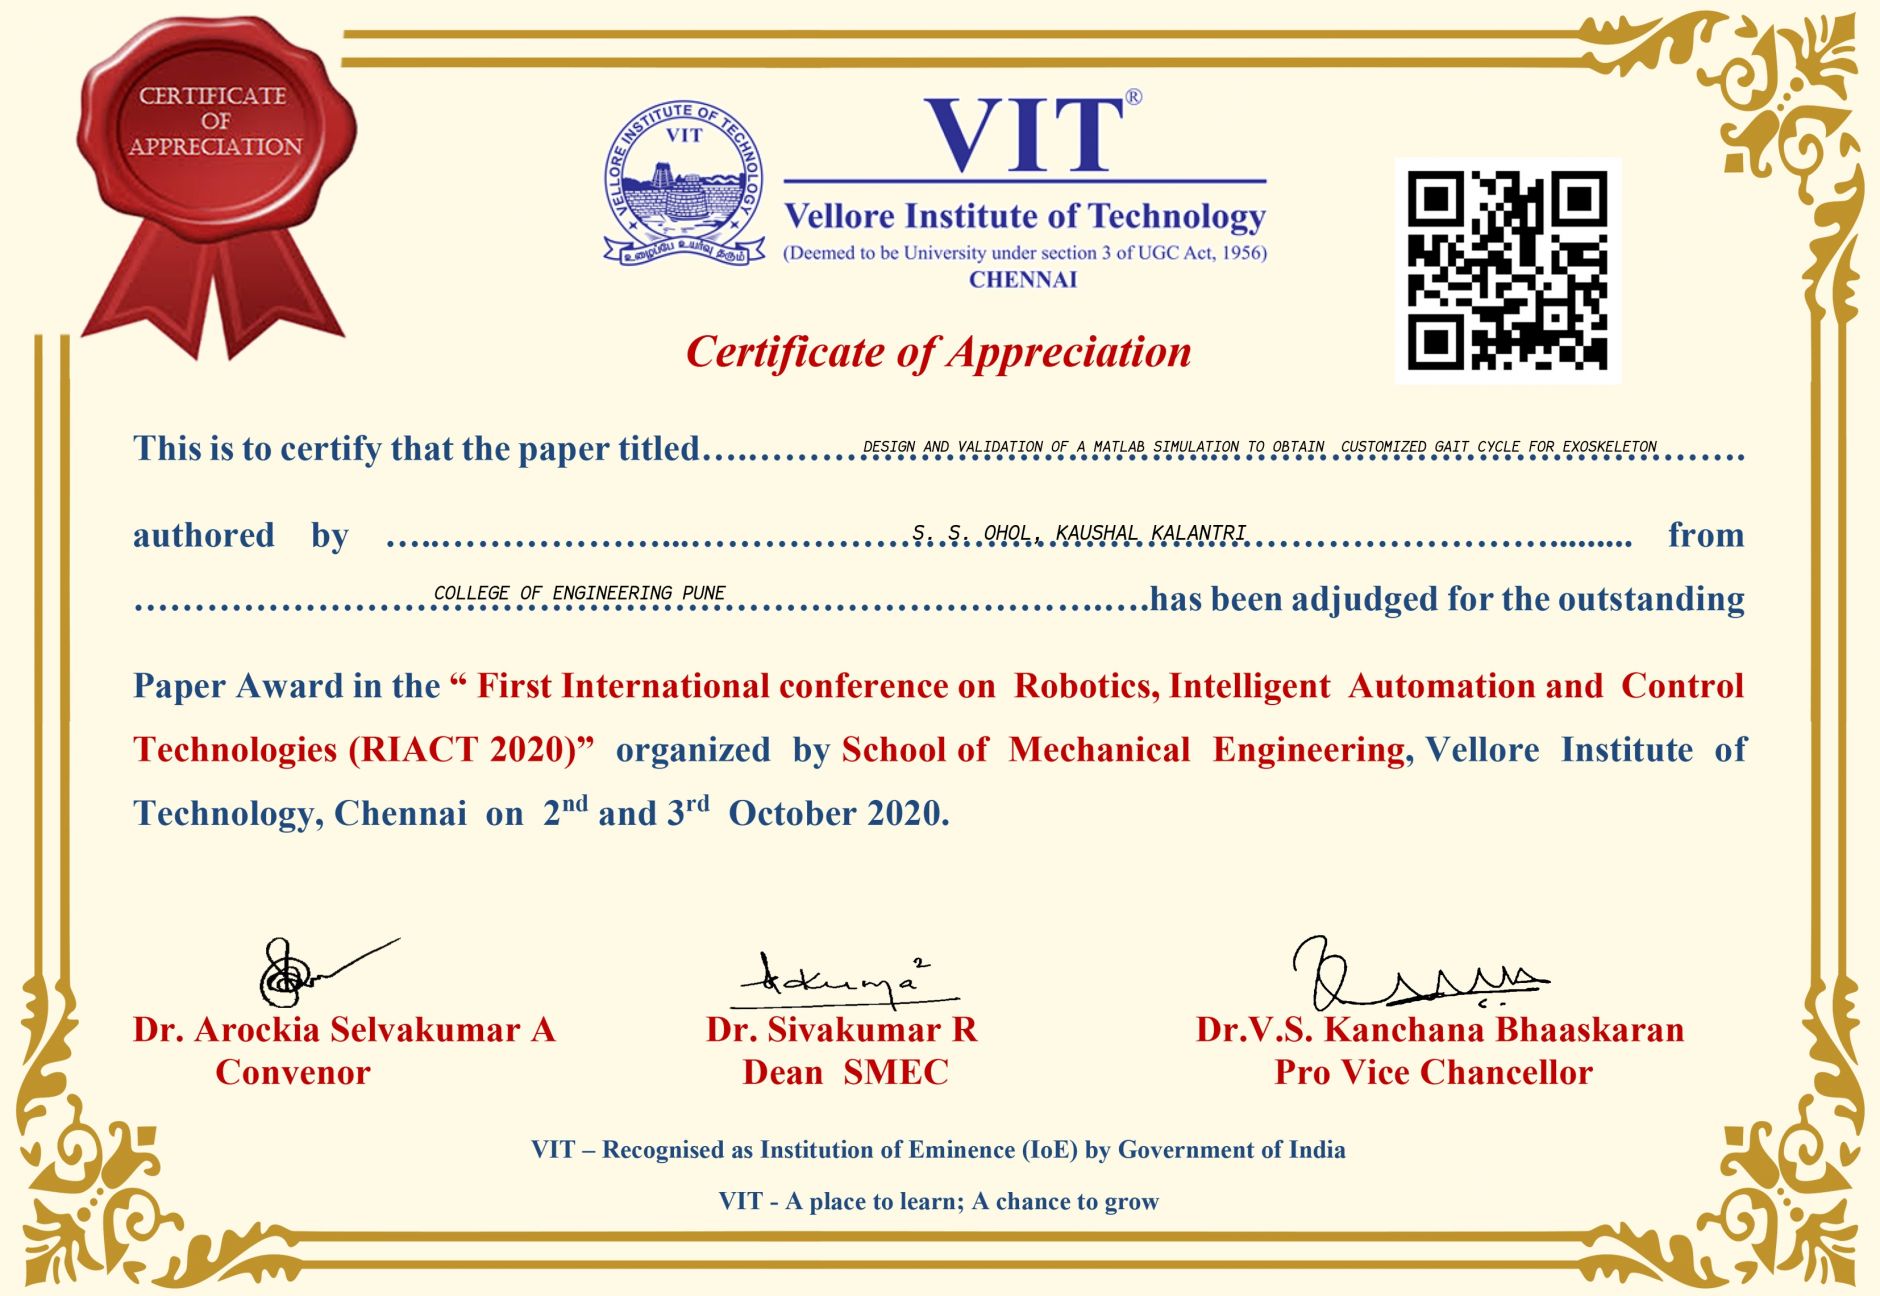 CERTIFICATE
OF
APPRECIATION
VELLORE INSTITUTE OF TECHNOLOGY
VIT
உழைப்பே உயர்வு தரும்
VIT®
Vellore Institute of Technology
(Deemed to be University under section 3 of UGC Act, 1956)
CHENNAI
Certificate of Appreciation
This is to certify that the paper titled DESIGN AND VALIDATION OF A MATLAB SIMULATION TO OBTAIN CUSTOMIZED GAIT CYCLE FOR EXOSKELETON
authored by S. S. OHOL, KAUSHAL KALANTRI from
COLLEGE OF ENGINEERING PUNE has been adjudged for the outstanding
Paper Award in the “ First International conference on Robotics, Intelligent Automation and Control
Technologies (RIACT 2020)” organized by School of Mechanical Engineering, Vellore Institute of
Technology, Chennai on 2nd and 3rd October 2020.
Dr. Arockia Selvakumar A
Convenor
Dr. Sivakumar R
Dean SMEC
Dr.V.S. Kanchana Bhaaskaran
Pro Vice Chancellor
VIT – Recognised as Institution of Eminence (IoE) by Government of India
VIT - A place to learn; A chance to grow